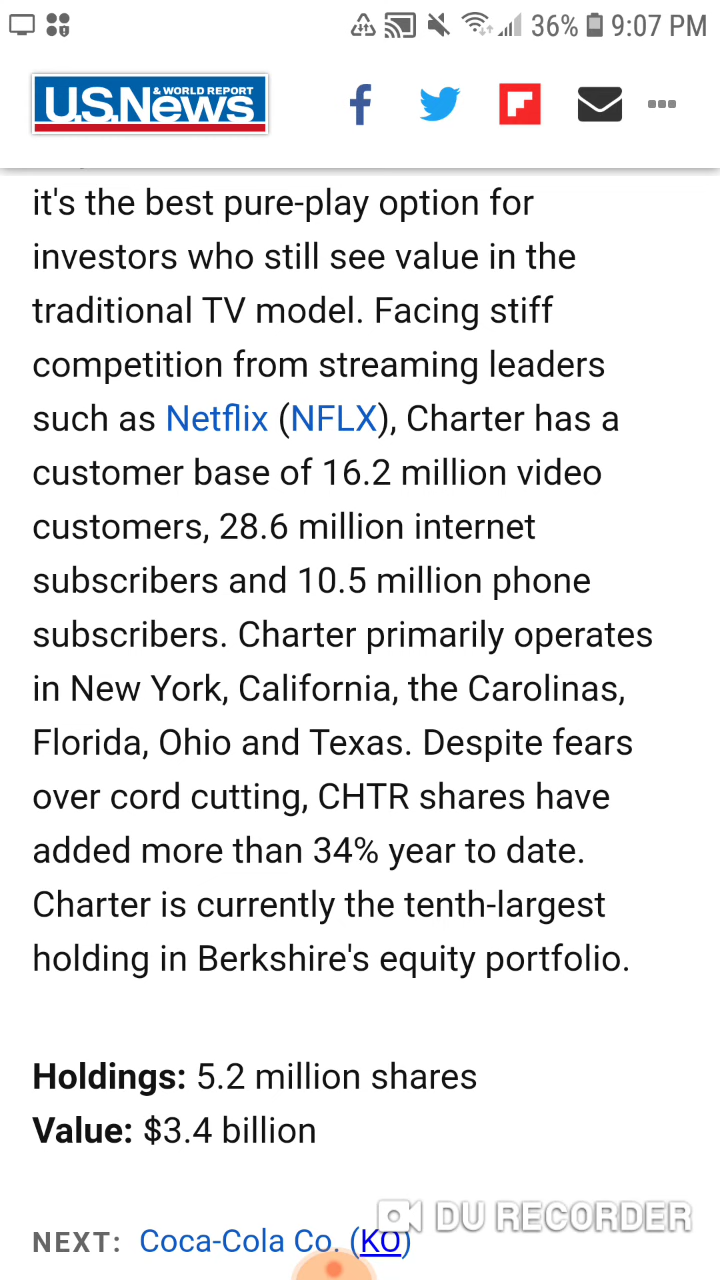 36% 9:07 PM
U.S.News
& WORLD REPORT
it's the best pure-play option for
investors who still see value in the
traditional TV model. Facing stiff
competition from streaming leaders
such as Netflix (NFLX), Charter has a
customer base of 16.2 million video
customers, 28.6 million internet
subscribers and 10.5 million phone
subscribers. Charter primarily operates
in New York, California, the Carolinas,
Florida, Ohio and Texas. Despite fears
over cord cutting, CHTR shares have
added more than 34% year to date.
Charter is currently the tenth-largest
holding in Berkshire's equity portfolio.
Holdings: 5.2 million shares
Value: $3.4 billion
DU RECORDER
NEXT: Coca-Cola Co. (KO)